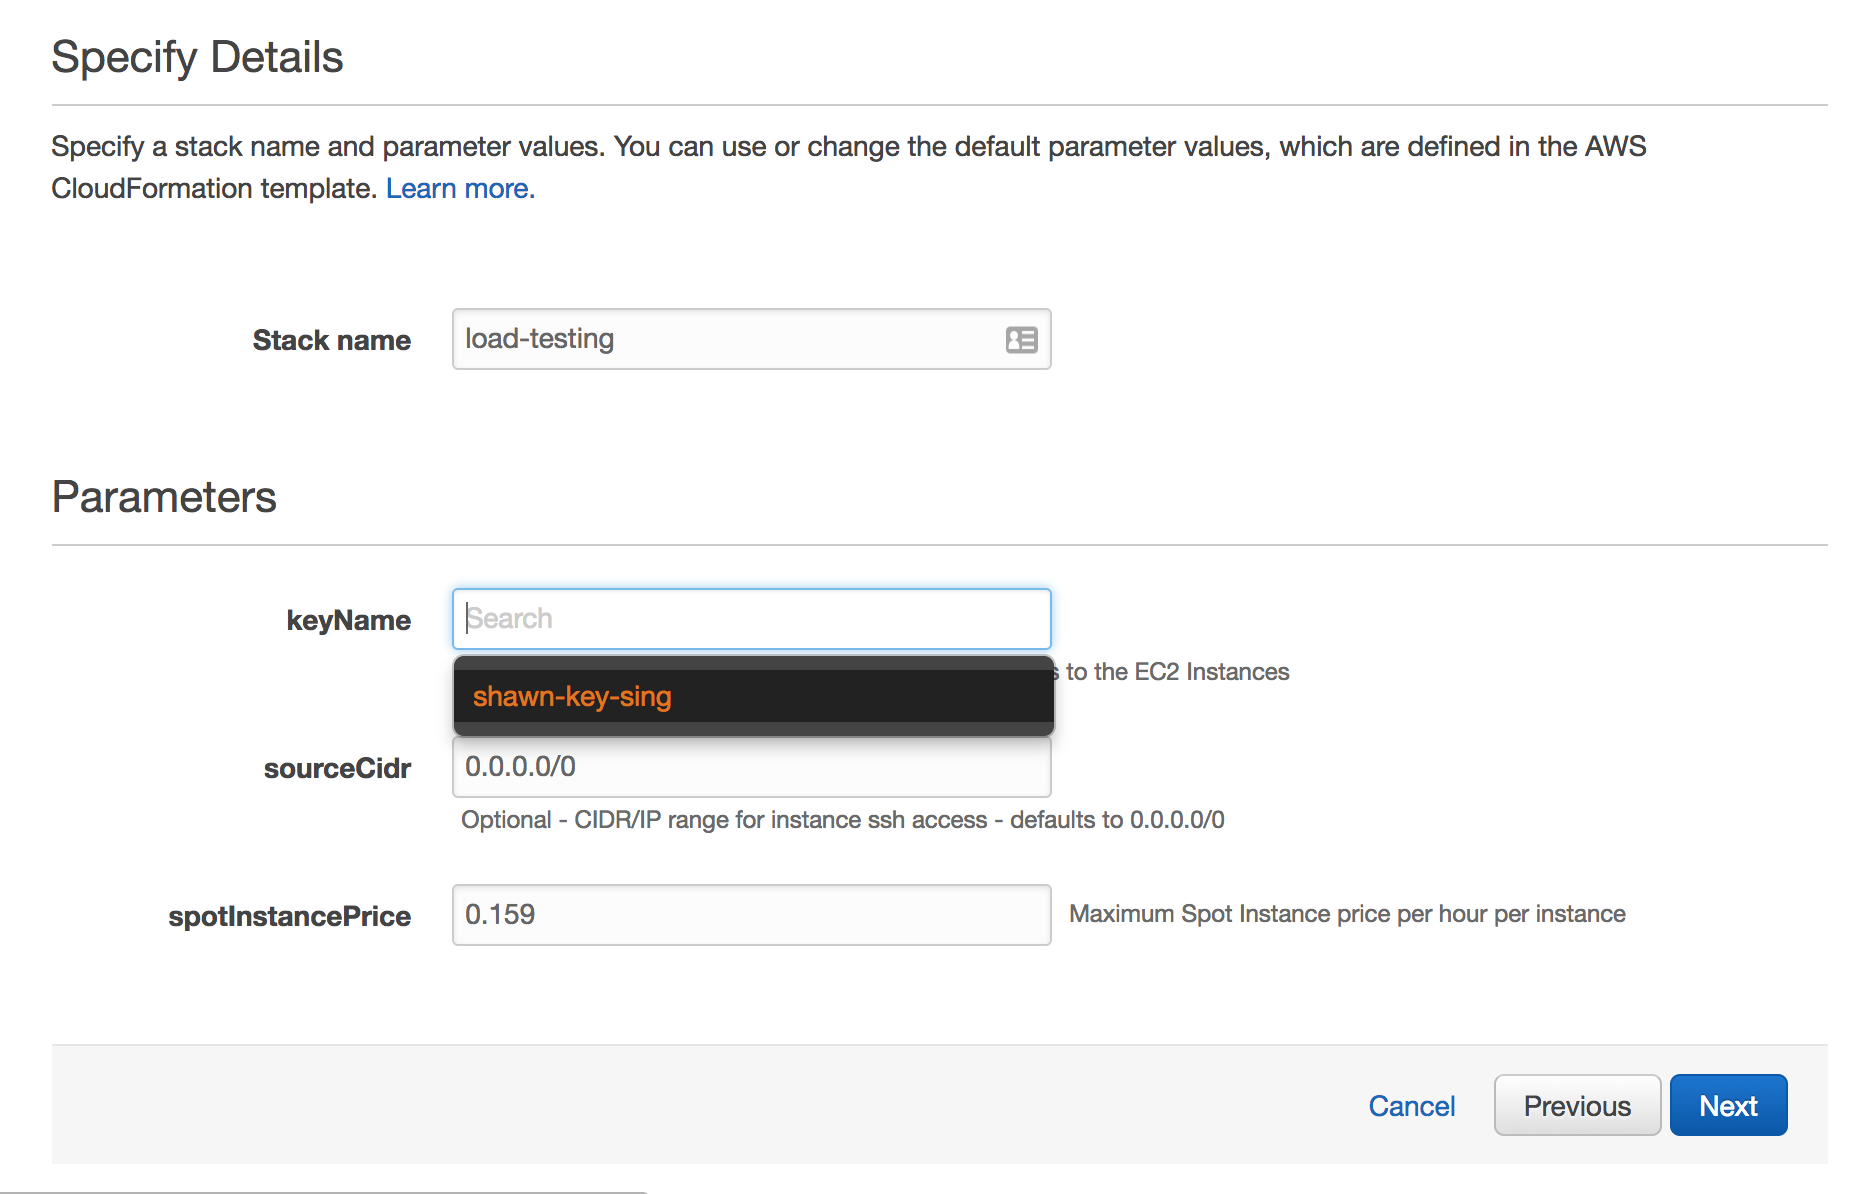 Specify Details
Specify a stack name and parameter values. You can use or change the default parameter values, which are defined in the AWS
CloudFormation template. Learn more.
Stack name
load-testing
Parameters
keyName
Search
to the EC2 Instances
shawn-key-sing
sourceCidr
0.0.0.0/0
Optional - CIDR/IP range for instance ssh access - defaults to 0.0.0.0/0
spotInstancePrice
0.159
Maximum Spot Instance price per hour per instance
Cancel
Previous
Next